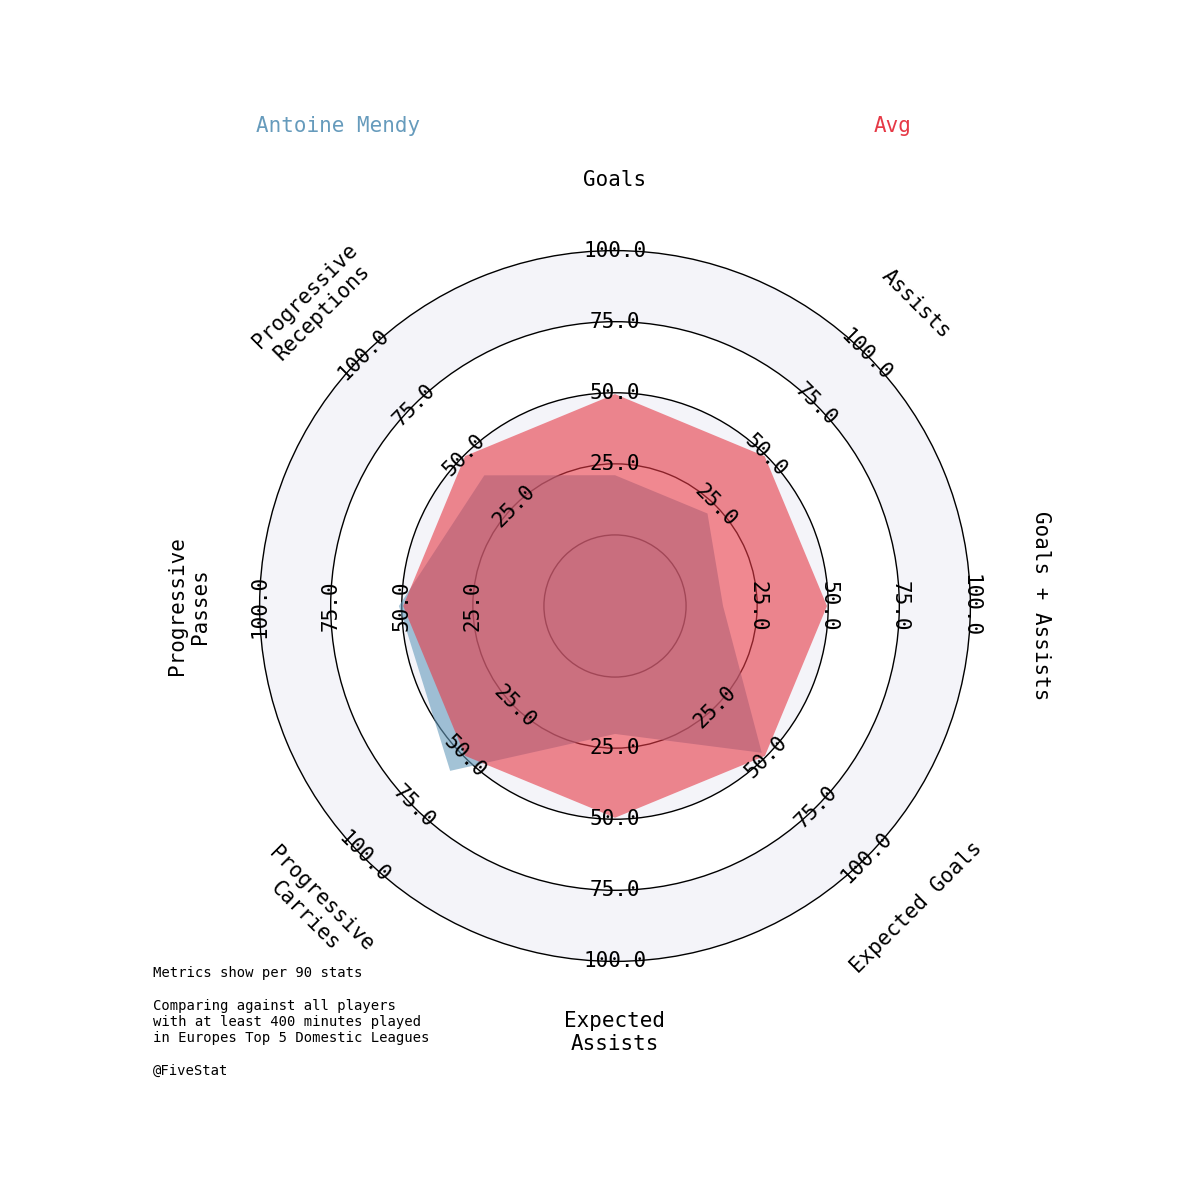 Antoine Mendy
Avg
Goals
Assists
Goals + Assists
Expected Goals
Expected
Assists
Progressive
Carries
Progressive
Passes
Progressive
Receptions
25.0
50.0
75.0
100.0
25.0
50.0
75.0
100.0
25.0
50.0
75.0
100.0
25.0
50.0
75.0
100.0
25.0
50.0
75.0
100.0
25.0
50.0
75.0
100.0
25.0
50.0
75.0
100.0
25.0
50.0
75.0
100.0
Metrics show per 90 stats
Comparing against all players
with at least 400 minutes played
in Europes Top 5 Domestic Leagues
@FiveStat